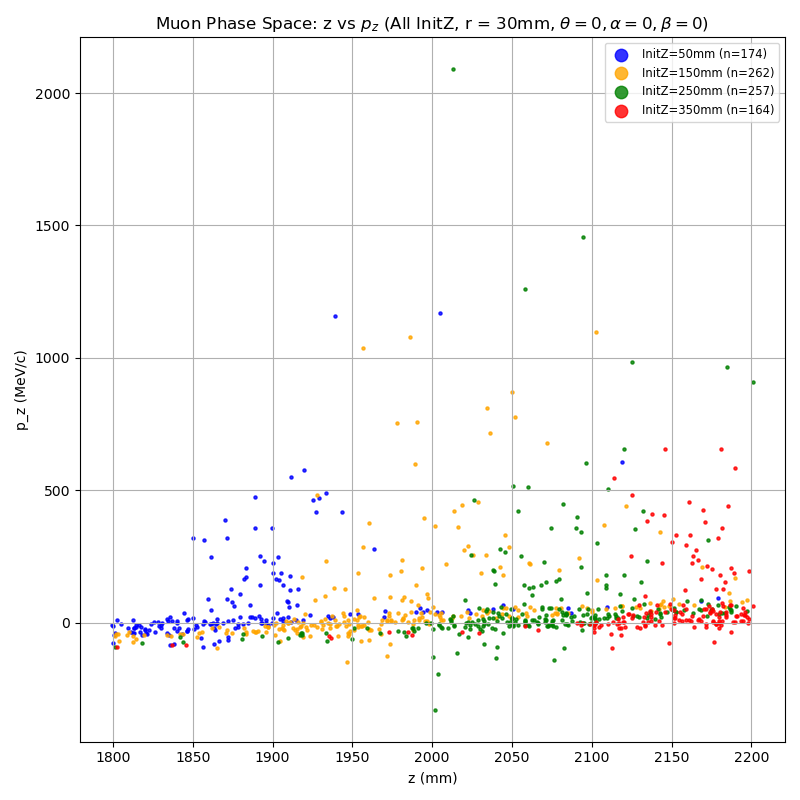 Muon Phase Space: z vs $p_z$ (All InitZ, r = 30mm, $\theta = 0, \alpha = 0, \beta = 0$)
InitZ=50mm (n=174)
InitZ=150mm (n=262)
InitZ=250mm (n=257)
InitZ=350mm (n=164)
p_z (MeV/c)
2000
1500
1000
500
0
1800 1850 1900 1950 2000 2050 2100 2150 2200
z (mm)